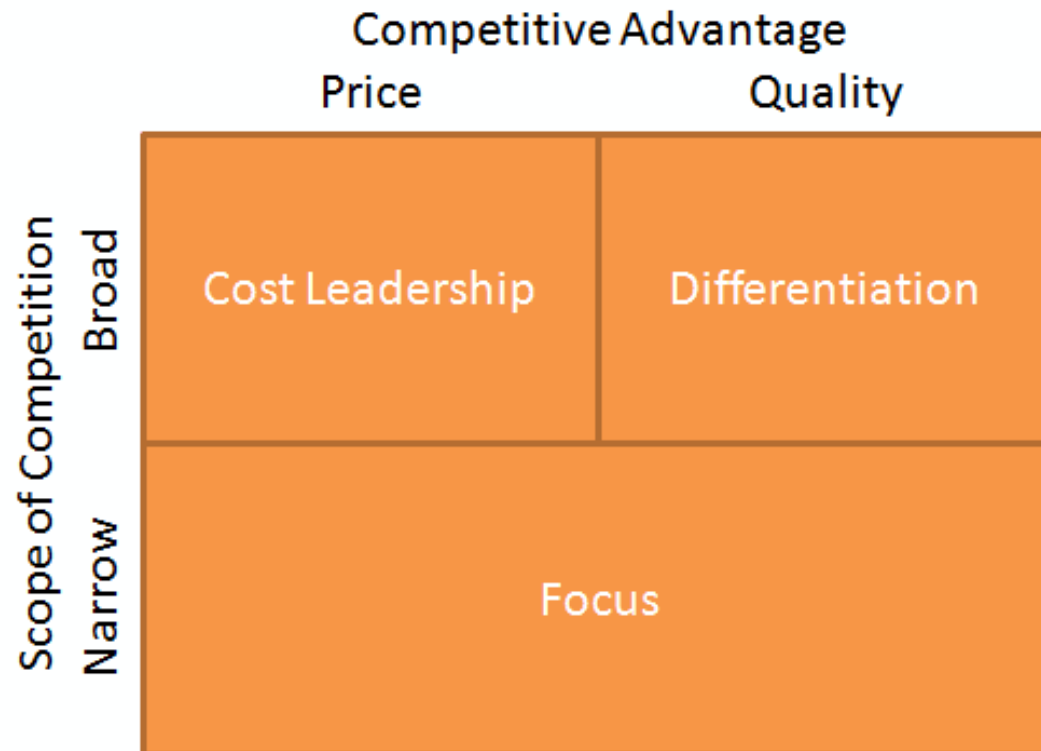 Competitive Advantage
Price Quality
Scope of Competition
Broad
Cost Leadership Differentiation
Narrow
Focus